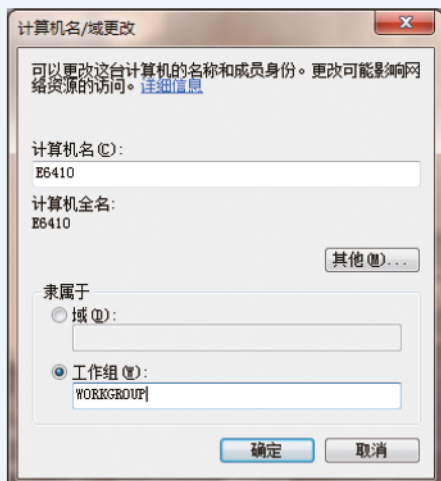 计算机名/域更改
可以更改这台计算机的名称和成员身份。更改可能影响网
络资源的访问。详细信息
计算机名(C):
E6410
计算机全名:
E6410
其他(M)...
隶属于
域(D):
工作组(W):
WORKGROUP
确定
取消